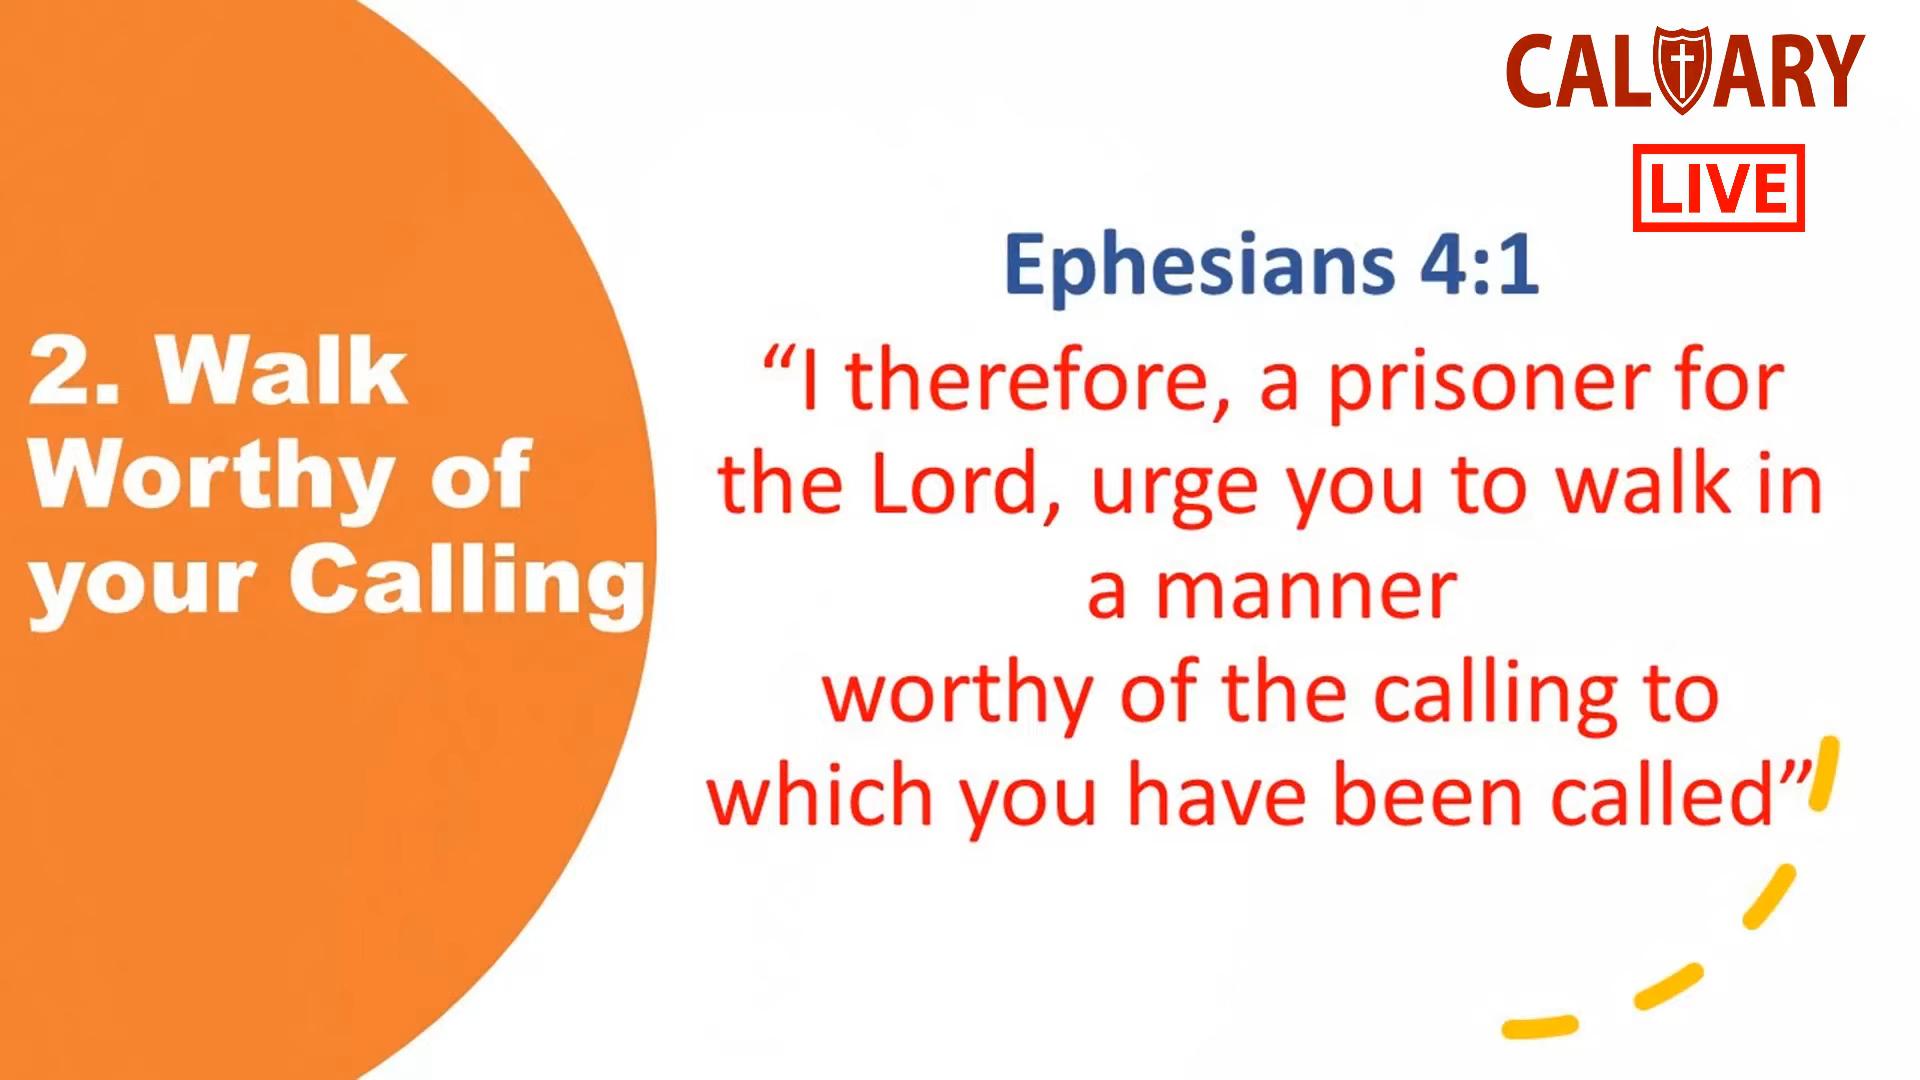 CALVARY
LIVE
2. Walk
Worthy of
your Calling
Ephesians 4:1
“I therefore, a prisoner for
the Lord, urge you to walk in
a manner
worthy of the calling to
which you have been called”